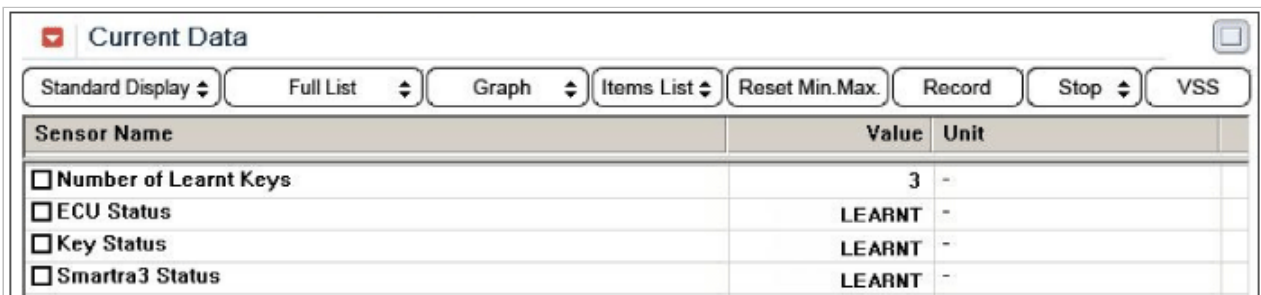 Current Data
Standard Display Full List Graph Items List Reset Min.Max. Record Stop VSS
Sensor Name Value Unit
Number of Learnt Keys 3 -
ECU Status LEARNT -
Key Status LEARNT -
Smartra3 Status LEARNT -